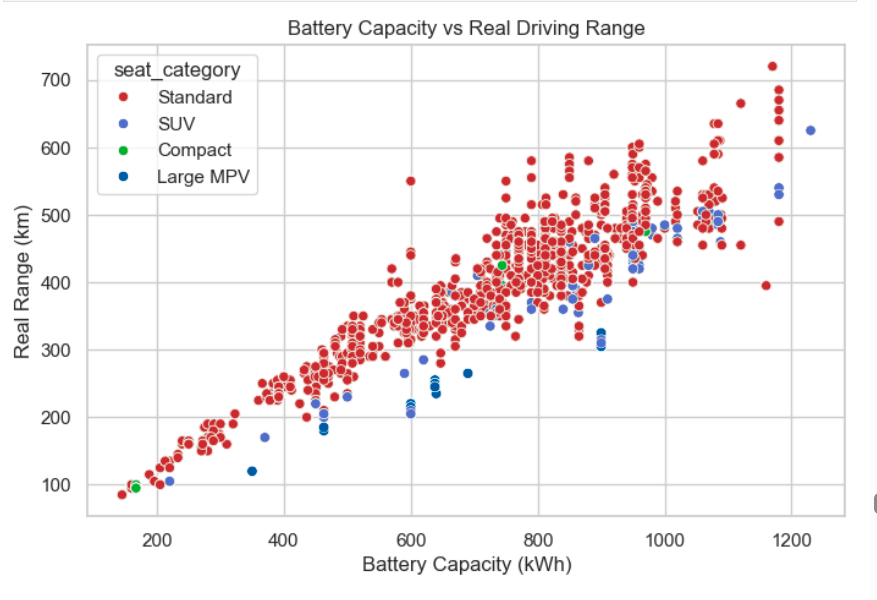 Battery Capacity vs Real Driving Range
seat_category
Standard
SUV
Compact
Large MPV
Real Range (km)
700
600
500
400
300
200
100
200 400 600 800 1000 1200
Battery Capacity (kWh)